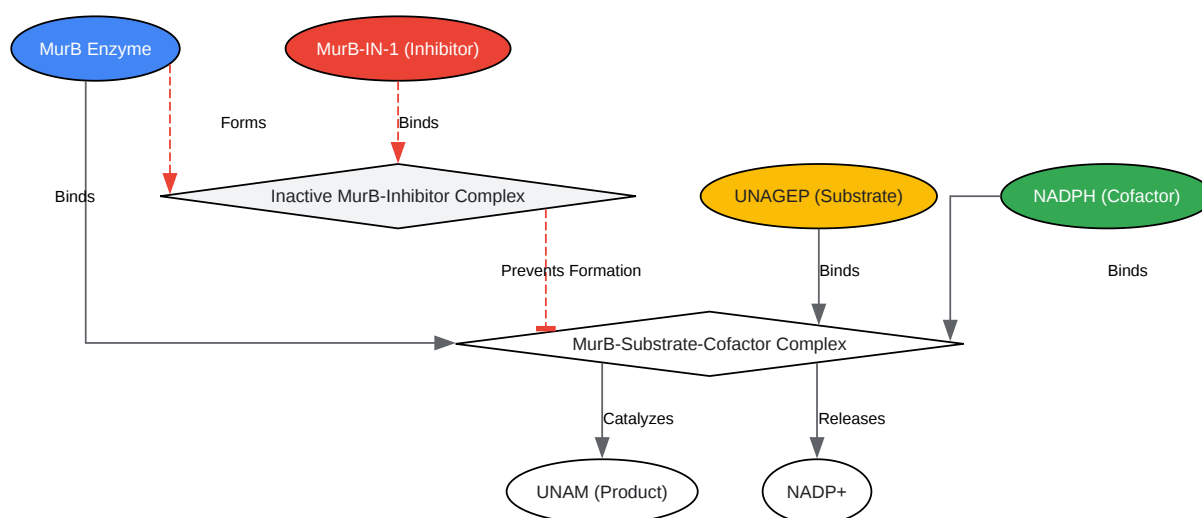 MurB Enzyme
MurB-IN-1 (Inhibitor)
Forms
Binds
Binds
Inactive MurB-Inhibitor Complex
UNAGEP (Substrate)
NADPH (Cofactor)
Prevents Formation
Binds
Binds
MurB-Substrate-Cofactor Complex
Catalyzes
Releases
UNAM (Product)
NADP+